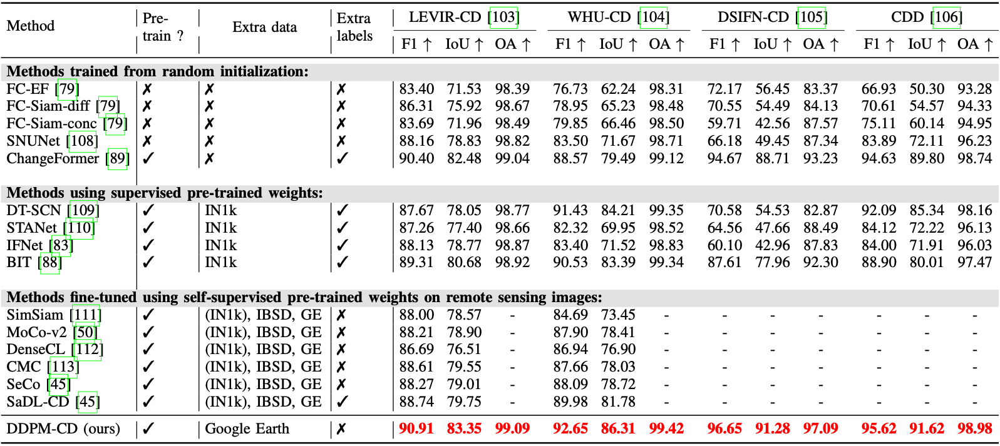 Method Pre-train ? Extra data Extra labels LEVIR-CD [103] WHU-CD [104] DSIFN-CD [105] CDD [106]
F1 ↑ IoU ↑ OA ↑ F1 ↑ IoU ↑ OA ↑ F1 ↑ IoU ↑ OA ↑ F1 ↑ IoU ↑ OA ↑
Methods trained from random initialization:
FC-EF [79] ✗ ✗ ✗ 83.40 71.53 98.39 76.73 62.24 98.31 72.17 56.45 83.37 66.93 50.30 93.28
FC-Siam-diff [79] ✗ ✗ ✗ 86.31 75.92 98.67 78.95 65.23 98.48 70.55 54.49 84.13 70.61 54.57 94.33
FC-Siam-conc [79] ✗ ✗ ✗ 83.69 71.96 98.49 79.85 66.46 98.50 59.71 42.56 87.57 75.11 60.14 94.95
SNUNet [108] ✗ ✗ ✗ 88.16 78.83 98.82 83.50 71.67 98.71 66.18 49.45 87.34 83.89 72.11 96.23
ChangeFormer [89] ✓ ✗ ✓ 90.40 82.48 99.04 88.57 79.49 99.12 94.67 88.71 93.23 94.63 89.80 98.74
Methods using supervised pre-trained weights:
DT-SCN [109] ✓ IN1k ✓ 87.67 78.05 98.77 91.43 84.21 99.35 70.58 54.53 82.87 92.09 85.34 98.16
STANet [110] ✓ IN1k ✓ 87.26 77.40 98.66 82.32 69.95 98.52 64.56 47.66 88.49 84.12 72.22 96.13
IFNet [83] ✓ IN1k ✓ 88.13 78.77 98.87 83.40 71.52 98.83 60.10 42.96 87.83 84.00 71.91 96.03
BIT [88] ✓ IN1k ✓ 89.31 80.68 98.92 90.53 83.39 99.34 87.61 77.96 92.30 88.90 80.01 97.47
Methods fine-tuned using self-supervised pre-trained weights on remote sensing images:
SimSiam [111] ✓ (IN1k), IBSD, GE ✗ 88.00 78.57 - 84.69 73.45 - - - - - - -
MoCo-v2 [50] ✓ (IN1k), IBSD, GE ✗ 88.21 78.90 - 87.90 78.41 - - - - - - -
DenseCL [112] ✓ (IN1k), IBSD, GE ✗ 86.69 76.51 - 86.94 76.90 - - - - - - -
CMC [113] ✓ (IN1k), IBSD, GE ✗ 88.61 79.55 - 87.66 78.03 - - - - - - -
SeCo [45] ✓ (IN1k), IBSD, GE ✗ 88.27 79.01 - 88.09 78.72 - - - - - - -
SaDL-CD [45] ✓ (IN1k), IBSD, GE ✓ 88.74 79.75 - 89.98 81.78 - - - - - - -
DDPM-CD (ours) ✓ Google Earth ✗ 90.91 83.35 99.09 92.65 86.31 99.42 96.65 91.28 97.09 95.62 91.62 98.98